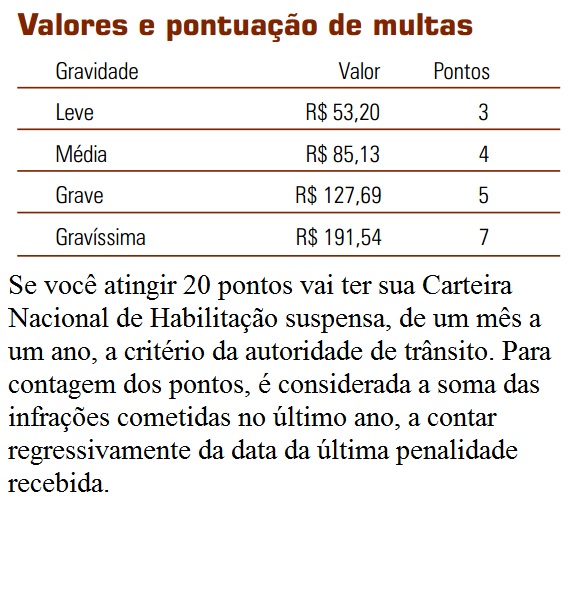 Valores e pontuação de multas
Gravidade Valor Pontos
Leve R$ 53,20 3
Média R$ 85,13 4
Grave R$ 127,69 5
Gravíssima R$ 191,54 7
Se você atingir 20 pontos vai ter sua Carteira
Nacional de Habilitação suspensa, de um mês a
um ano, a critério da autoridade de trânsito. Para
contagem dos pontos, é considerada a soma das
infrações cometidas no último ano, a contar
regressivamente da data da última penalidade
recebida.